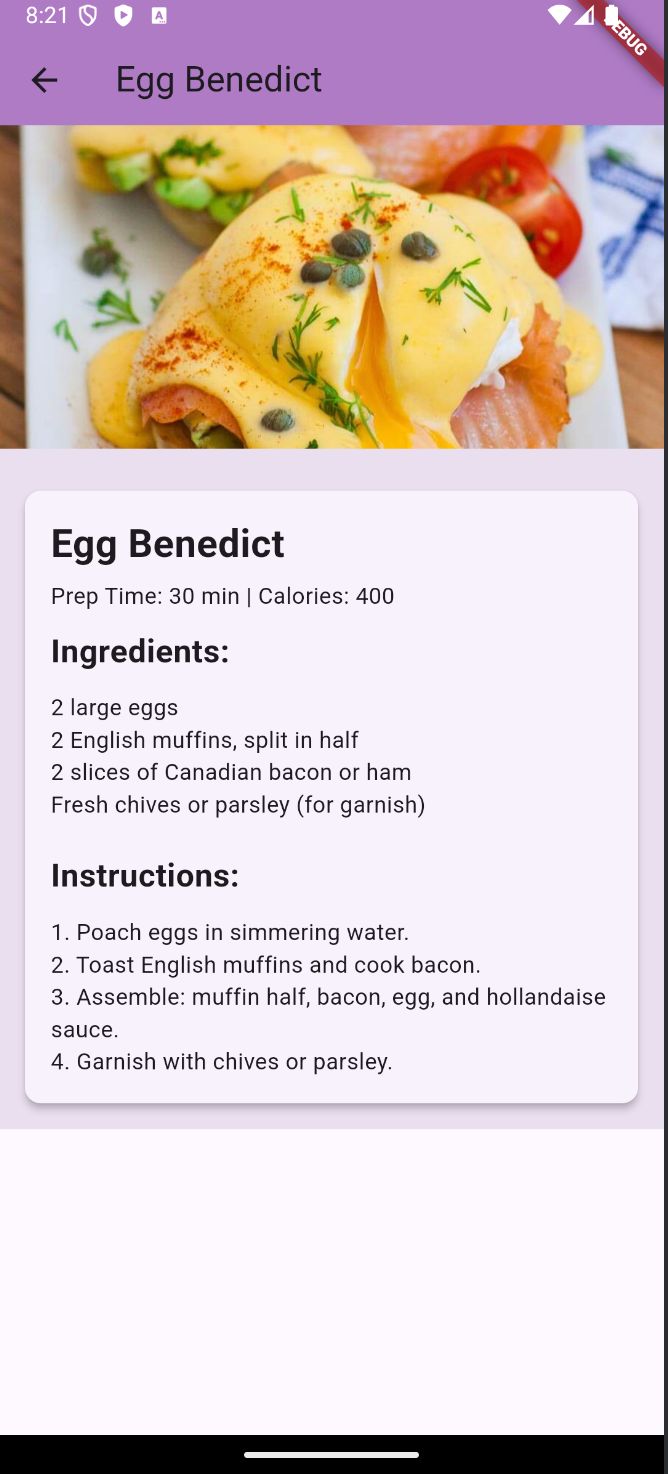 8:21
A
EBUG
Egg Benedict
Egg Benedict
Prep Time: 30 min | Calories: 400
Ingredients:
2 large eggs
2 English muffins, split in half
2 slices of Canadian bacon or ham
Fresh chives or parsley (for garnish)
Instructions:
1. Poach eggs in simmering water.
2. Toast English muffins and cook bacon.
3. Assemble: muffin half, bacon, egg, and hollandaise
sauce.
4. Garnish with chives or parsley.